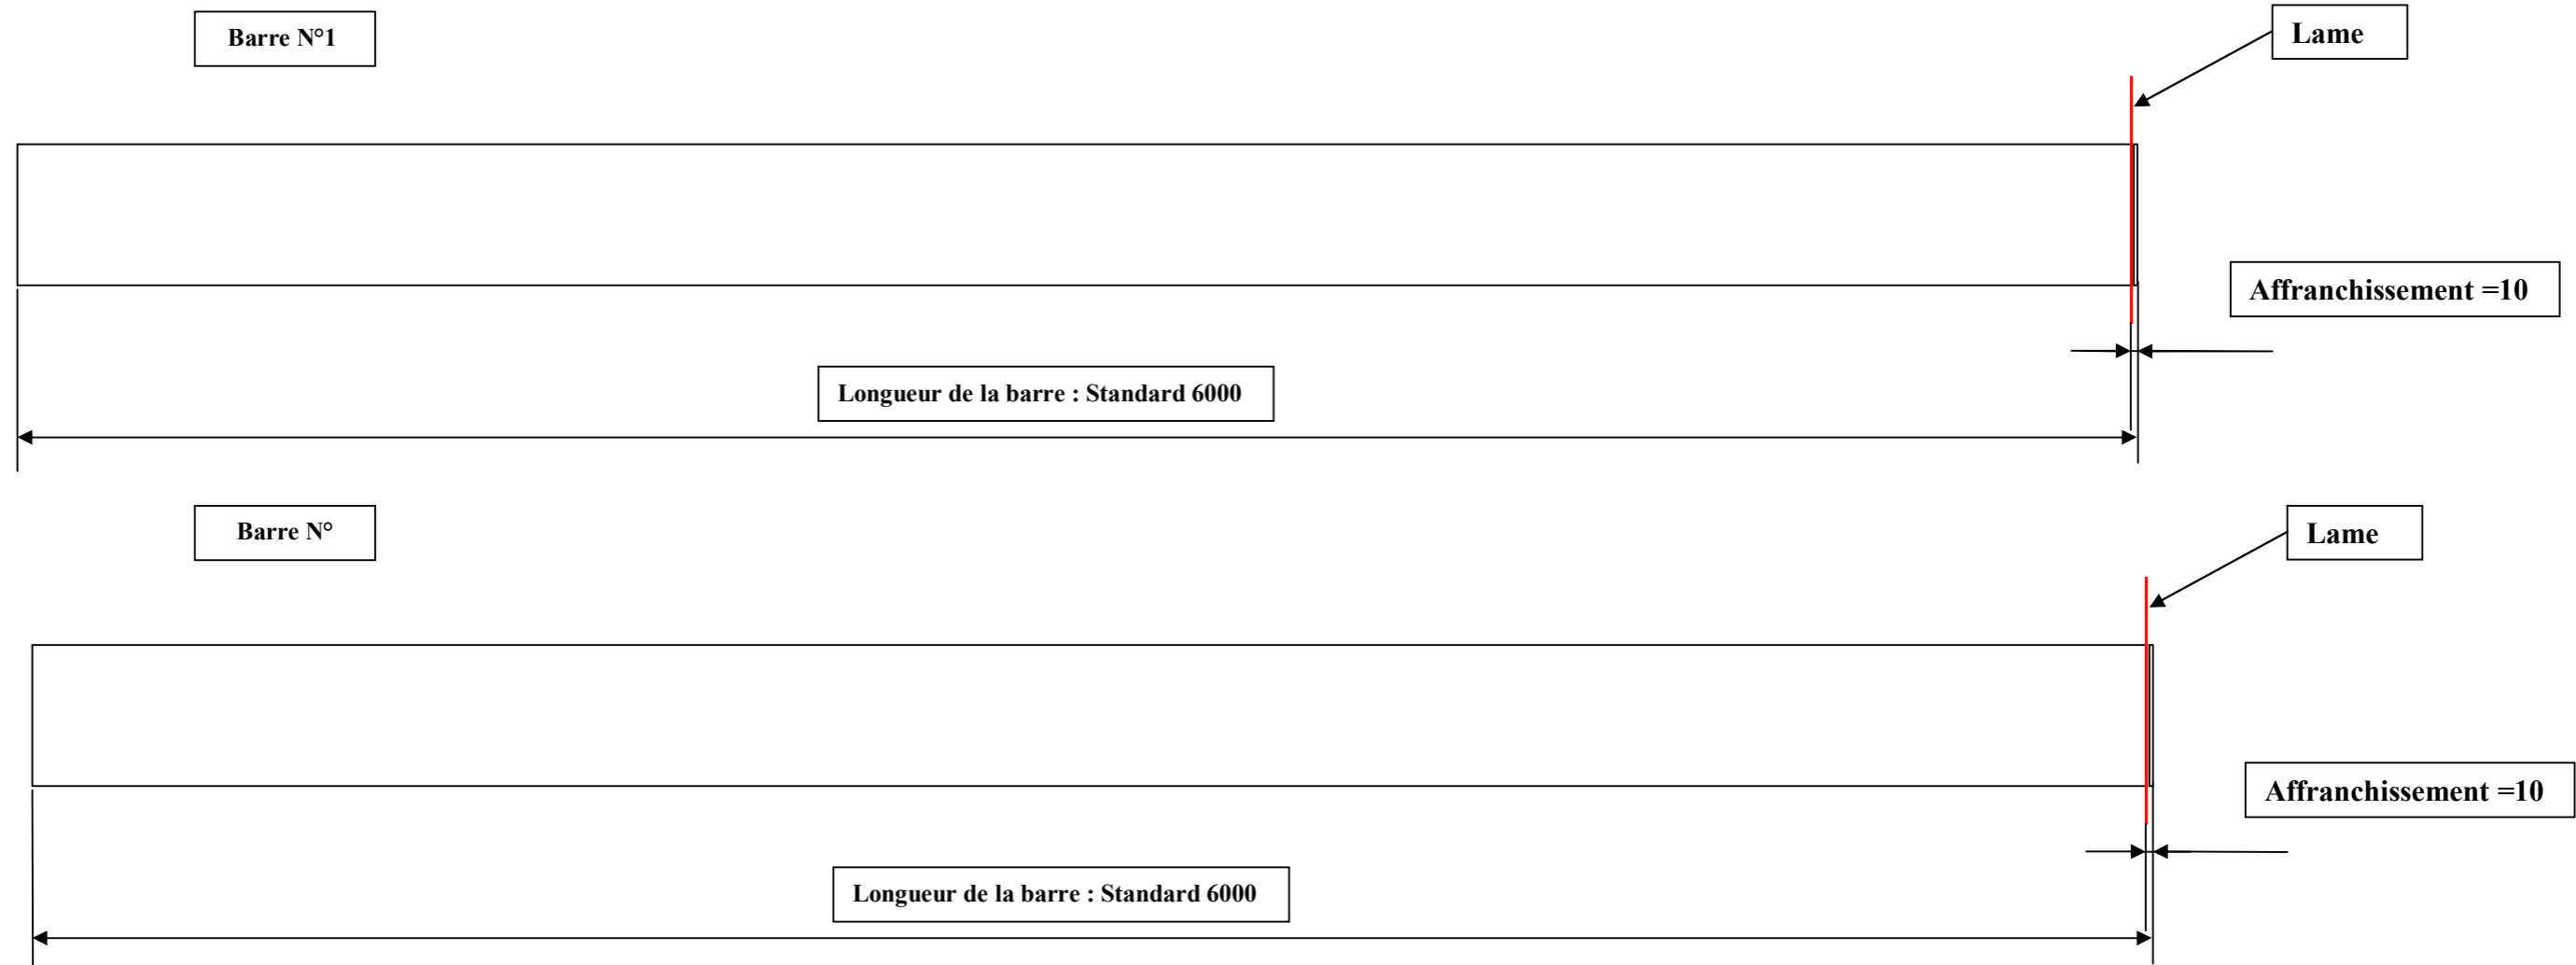 Barre N°1
Lame
Affranchissement =10
Longueur de la barre : Standard 6000
Barre N°
Lame
Affranchissement =10
Longueur de la barre : Standard 6000